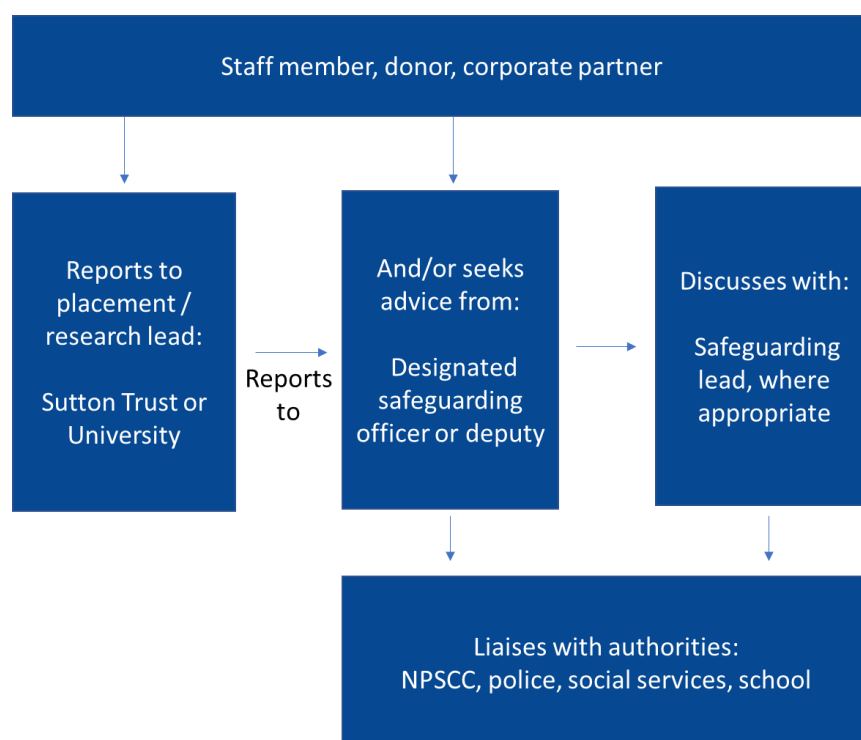 Staff member, donor, corporate partner
Reports to
placement /
research lead:
Sutton Trust or
University
Reports
to
And/or seeks
advice from:
Designated
safeguarding
officer or deputy
Discusses with:
Safeguarding
lead, where
appropriate
Liaises with authorities:
NPSCC, police, social services, school